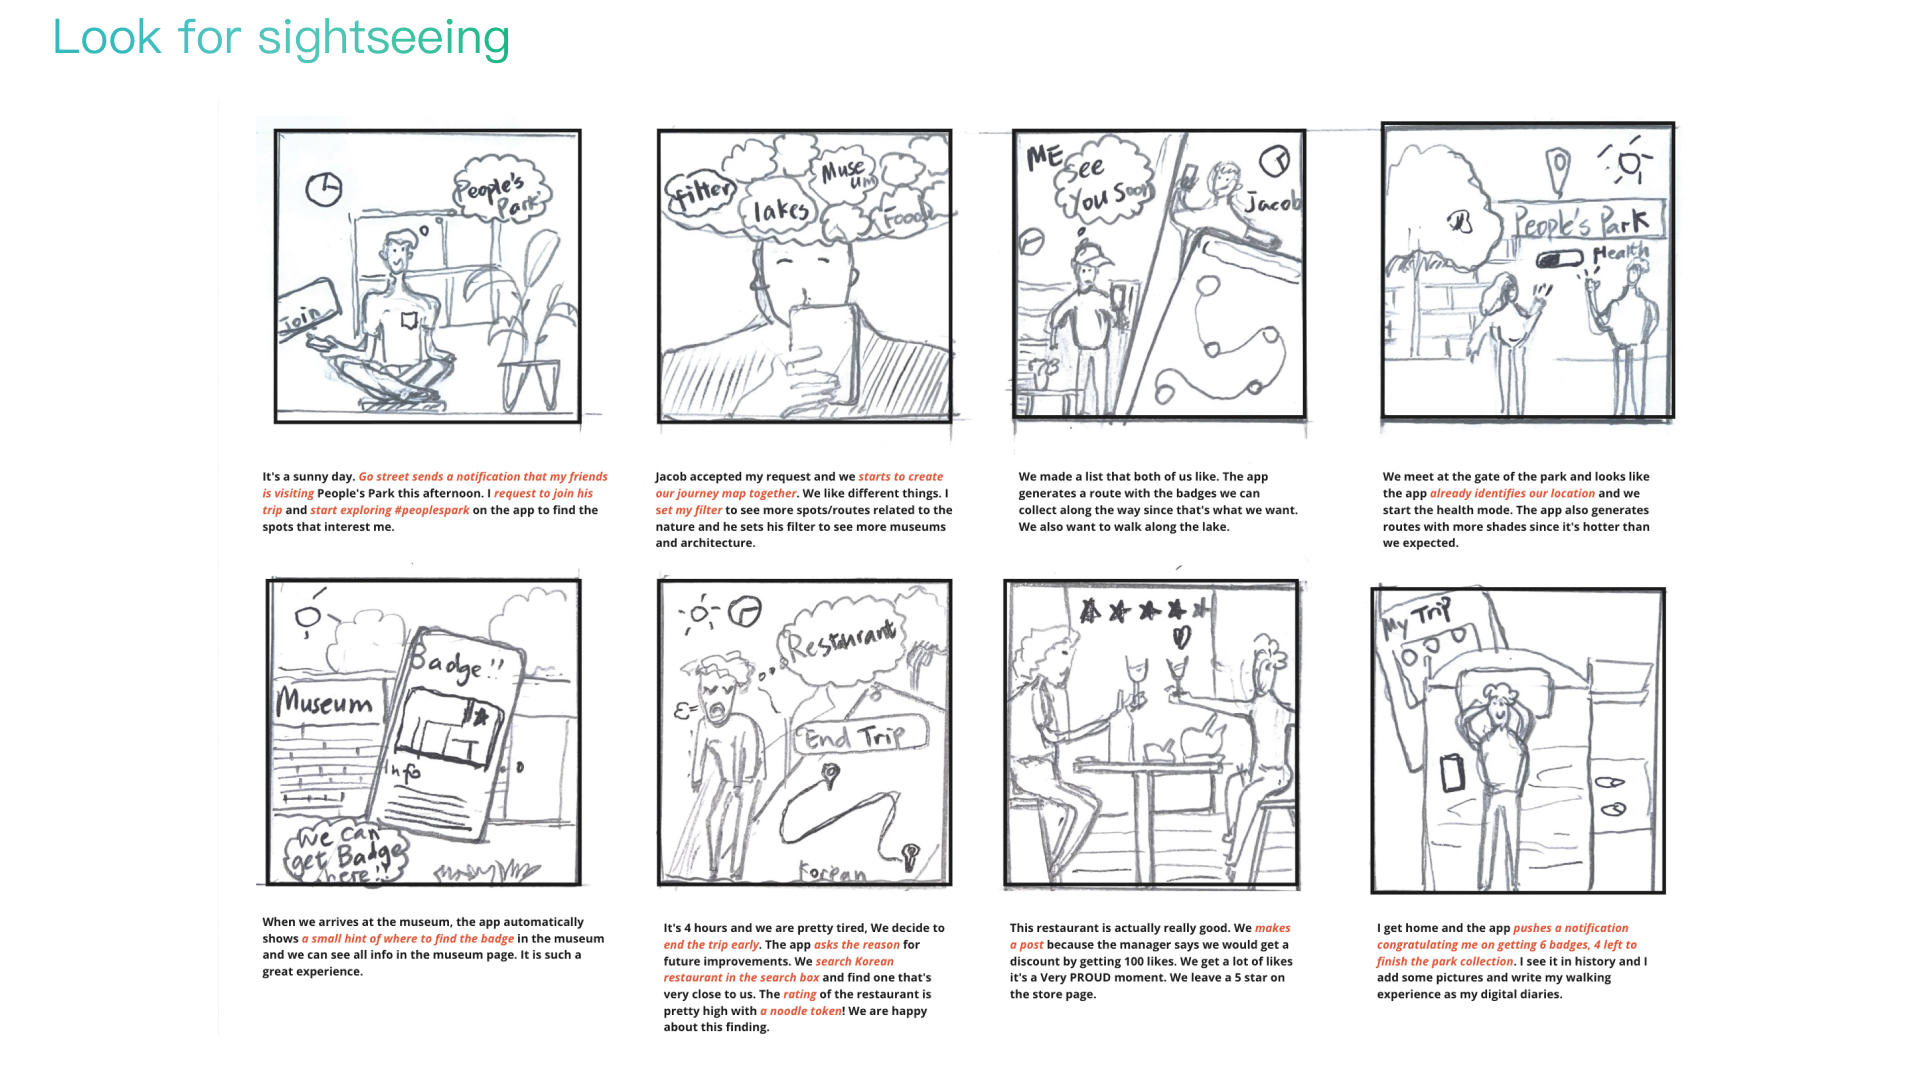 Look for sightseeing
People's
Park
Join
filter
lakes
Muse
um
Food
ME
See
You Soon
Jacob
B
People's Park
Health
It's a sunny day. Go street sends a notification that my friends
is visiting People's Park this afternoon. I request to join his
trip and start exploring #peoplespark on the app to find the
spots that interest me.
Jacob accepted my request and we starts to create
our journey map together. We like different things. I
set my filter to see more spots/routes related to the
nature and he sets his filter to see more museums
and architecture.
We made a list that both of us like. The app
generates a route with the badges we can
collect along the way since that's what we want.
We also want to walk along the lake.
We meet at the gate of the park and looks like
the app already identifies our location and we
start the health mode. The app also generates
routes with more shades since it's hotter than
we expected.
Museum
Badge!!
Info
We can
get Badge
here!!
Restaurant
End Trip
Korean
My Trip
When we arrives at the museum, the app automatically
shows a small hint of where to find the badge in the museum
and we can see all info in the museum page. It is such a
great experience.
It's 4 hours and we are pretty tired, We decide to
end the trip early. The app asks the reason for
future improvements. We search Korean
restaurant in the search box and find one that's
very close to us. The rating of the restaurant is
pretty high with a noodle token! We are happy
about this finding.
This restaurant is actually really good. We makes
a post because the manager says we would get a
discount by getting 100 likes. We get a lot of likes
it's a Very PROUD moment. We leave a 5 star on
the store page.
I get home and the app pushes a notification
congratulating me on getting 6 badges, 4 left to
finish the park collection. I see it in history and I
add some pictures and write my walking
experience as my digital diaries.